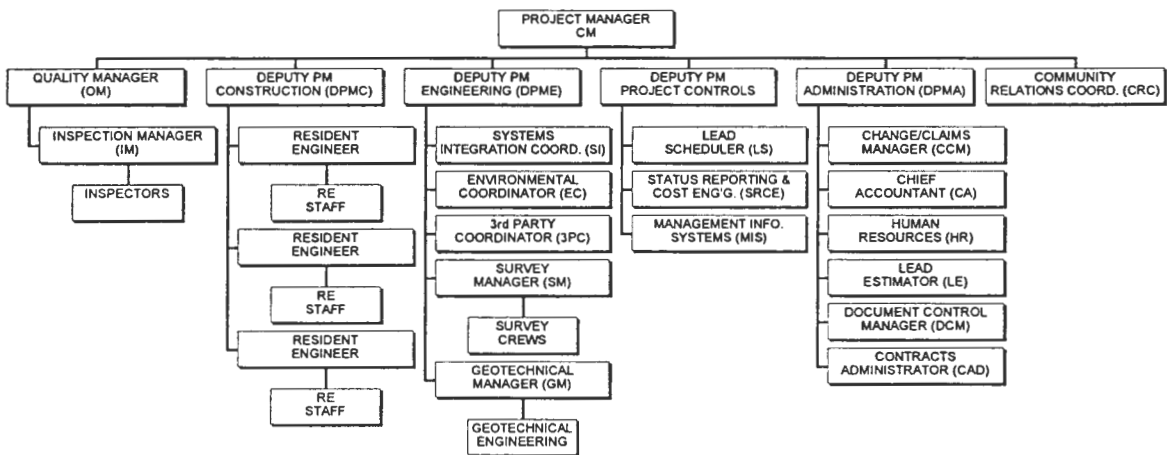 PROJECT MANAGER
CM
QUALITY MANAGER
(OM)
INSPECTION MANAGER
(IM)
INSPECTORS
DEPUTY PM
CONSTRUCTION (DPMC)
RESIDENT
ENGINEER
RE
STAFF
RESIDENT
ENGINEER
RE
STAFF
RESIDENT
ENGINEER
RE
STAFF
DEPUTY PM
ENGINEERING (DPME)
SYSTEMS
INTEGRATION COORD. (SI)
ENVIRONMENTAL
COORDINATOR (EC)
3rd PARTY
COORDINATOR (3PC)
SURVEY
MANAGER (SM)
SURVEY
CREWS
GEOTECHNICAL
MANAGER (GM)
GEOTECHNICAL
ENGINEERING
DEPUTY PM
PROJECT CONTROLS
LEAD
SCHEDULER (LS)
STATUS REPORTING &
COST ENG'G. (SRCE)
MANAGEMENT INFO.
SYSTEMS (MIS)
DEPUTY PM
ADMINISTRATION (DPMA)
CHANGE/CLAIMS
MANAGER (CCM)
CHIEF
ACCOUNTANT (CA)
HUMAN
RESOURCES (HR)
LEAD
ESTIMATOR (LE)
DOCUMENT CONTROL
MANAGER (DCM)
CONTRACTS
ADMINISTRATOR (CAD)
COMMUNITY
RELATIONS COORD. (CRC)